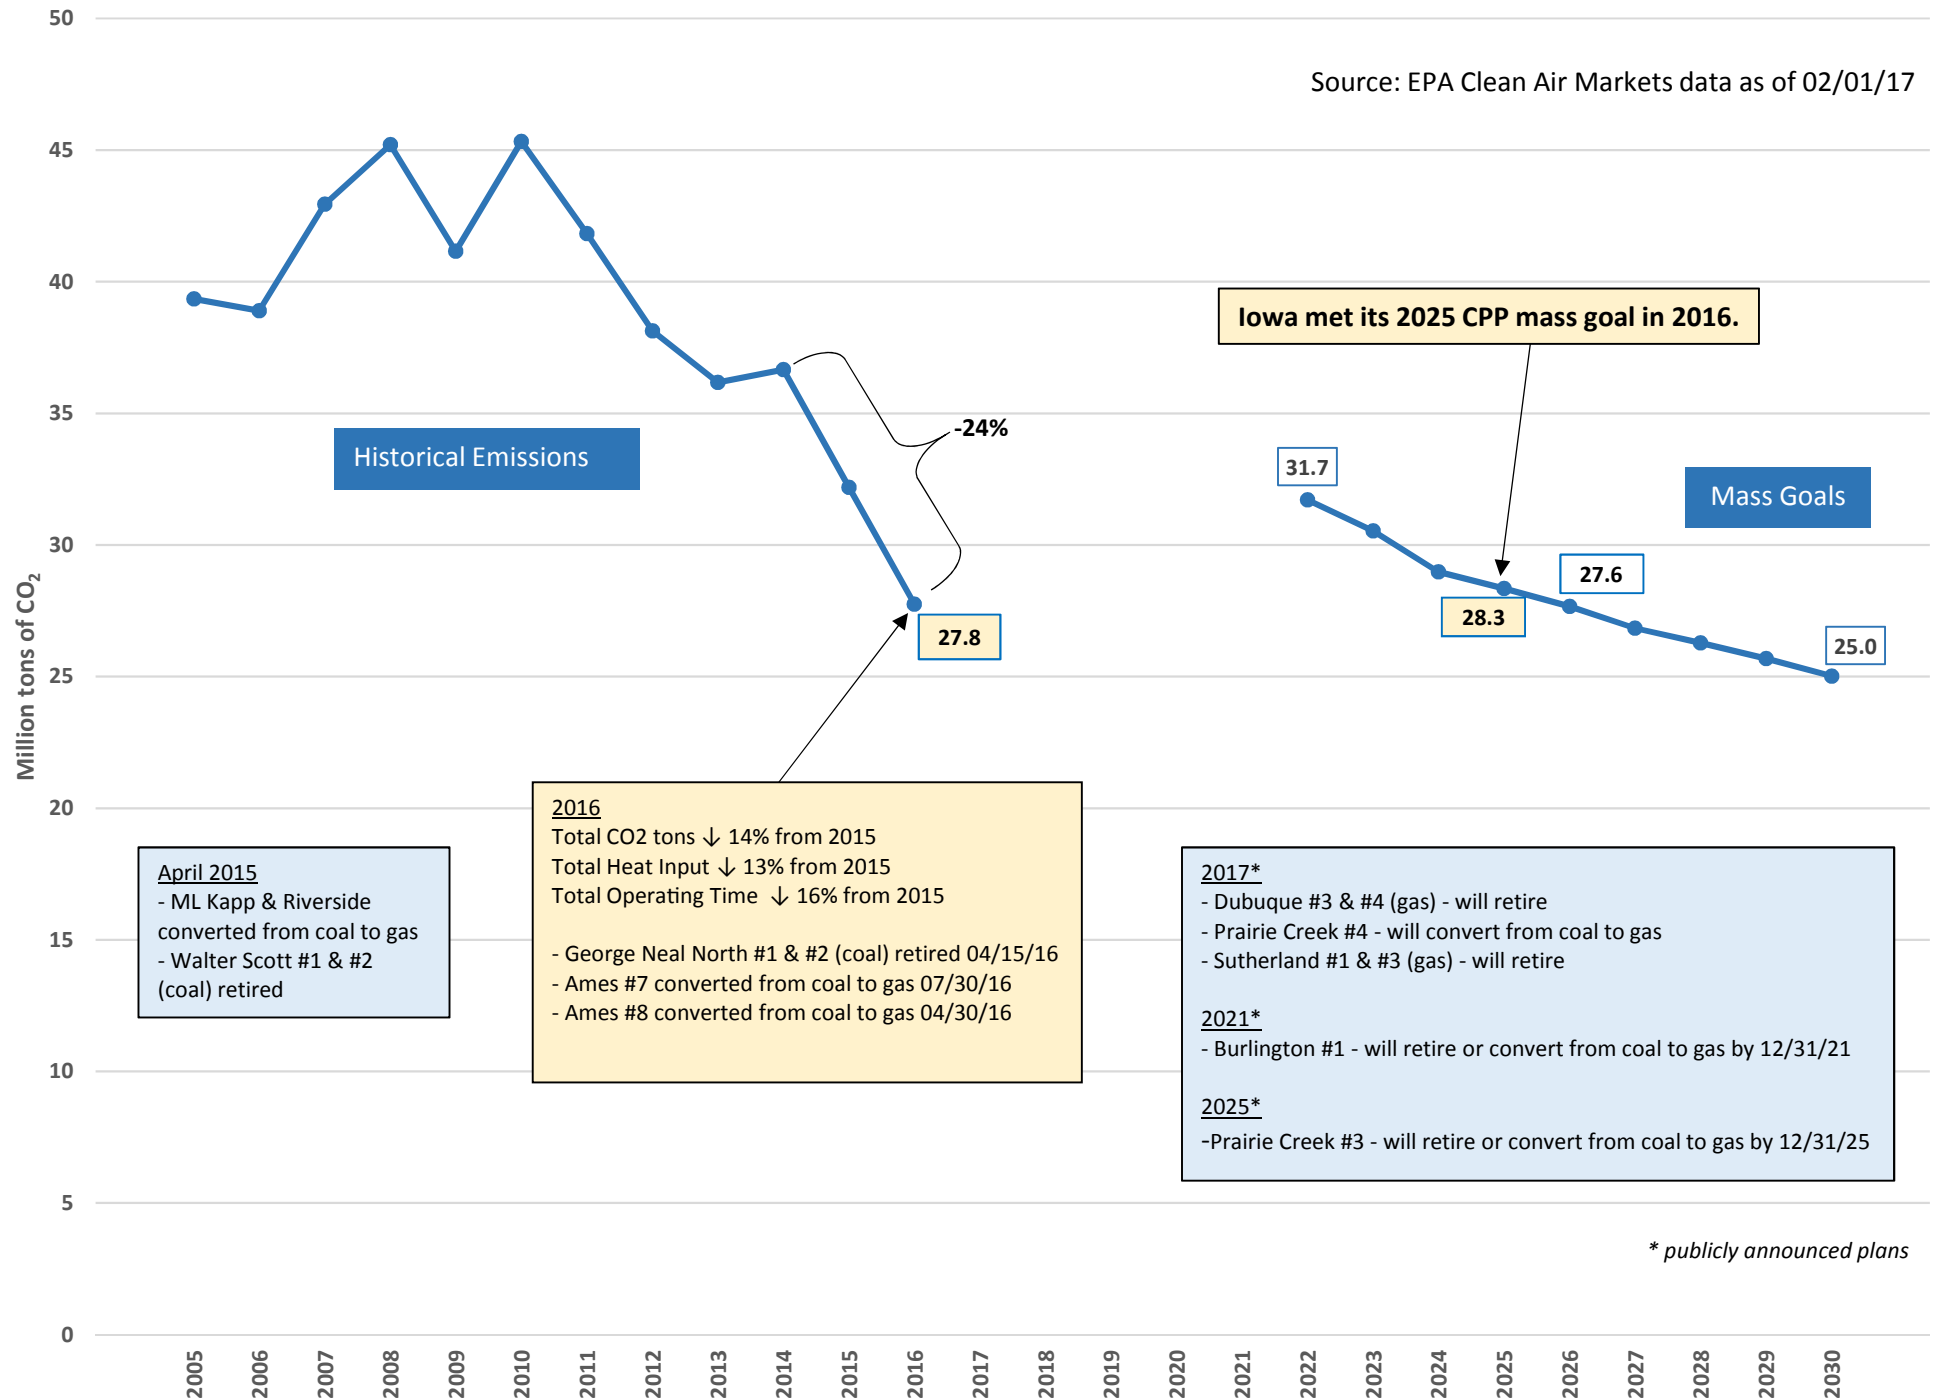 Source: EPA Clean Air Markets data as of 02/01/17
50
45
40
35
30
25
20
15
10
5
0
Million tons of CO₂
Historical Emissions
-24%
27.8
Iowa met its 2025 CPP mass goal in 2016.
31.7
Mass Goals
28.3
27.6
25.0
April 2015
- ML Kapp & Riverside
converted from coal to gas
- Walter Scott #1 & #2
(coal) retired
2016
Total CO2 tons ↓ 14% from 2015
Total Heat Input ↓ 13% from 2015
Total Operating Time ↓ 16% from 2015
- George Neal North #1 & #2 (coal) retired 04/15/16
- Ames #7 converted from coal to gas 07/30/16
- Ames #8 converted from coal to gas 04/30/16
2017*
- Dubuque #3 & #4 (gas) - will retire
- Prairie Creek #4 - will convert from coal to gas
- Sutherland #1 & #3 (gas) - will retire
2021*
- Burlington #1 - will retire or convert from coal to gas by 12/31/21
2025*
-Prairie Creek #3 - will retire or convert from coal to gas by 12/31/25
* publicly announced plans
2005
2006
2007
2008
2009
2010
2011
2012
2013
2014
2015
2016
2017
2018
2019
2020
2021
2022
2023
2024
2025
2026
2027
2028
2029
2030